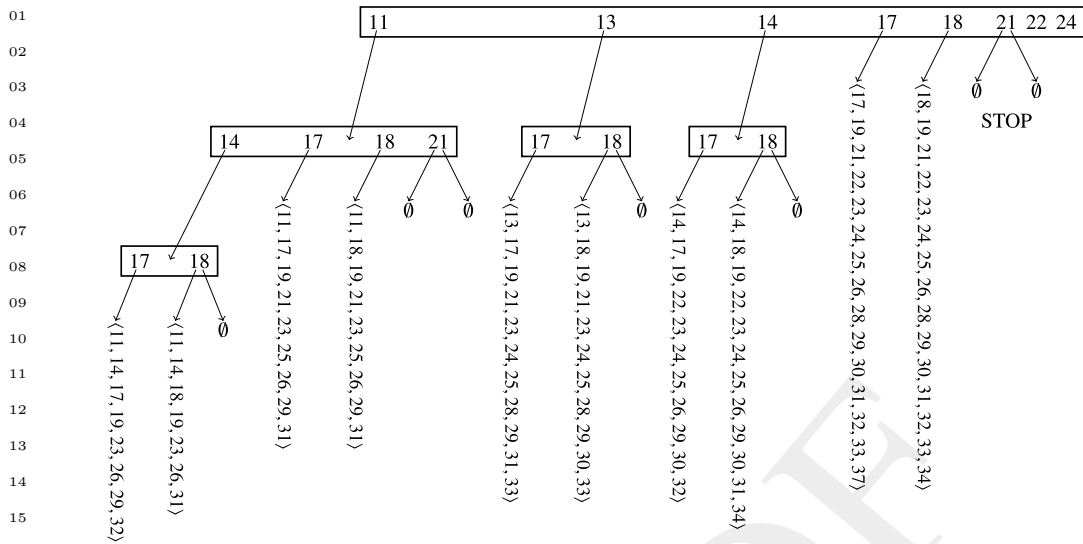 01
11 13 14 17 18 21 22 24
02
03
∅ ∅
04
STOP
14 17 18 21
17 18
17 18
05
06
∅ ∅ ∅ ∅
07
17 18
08
09
∅
10
11
12
13
14
15
⟨11, 14, 17, 19, 23, 26, 29, 32⟩
⟨11, 14, 18, 19, 23, 26, 31⟩
⟨11, 17, 19, 21, 23, 25, 26, 29, 31⟩
⟨11, 18, 19, 21, 23, 25, 26, 29, 31⟩
⟨13, 17, 19, 21, 23, 24, 25, 28, 29, 31, 33⟩
⟨13, 18, 19, 21, 23, 24, 25, 28, 29, 30, 33⟩
⟨14, 17, 19, 22, 23, 24, 25, 26, 29, 30, 32⟩
⟨14, 18, 19, 22, 23, 24, 25, 26, 29, 30, 31, 34⟩
⟨17, 19, 21, 22, 23, 24, 25, 26, 28, 29, 30, 31, 32, 33, 37⟩
⟨18, 19, 21, 22, 23, 24, 25, 26, 28, 29, 30, 31, 32, 33, 34⟩